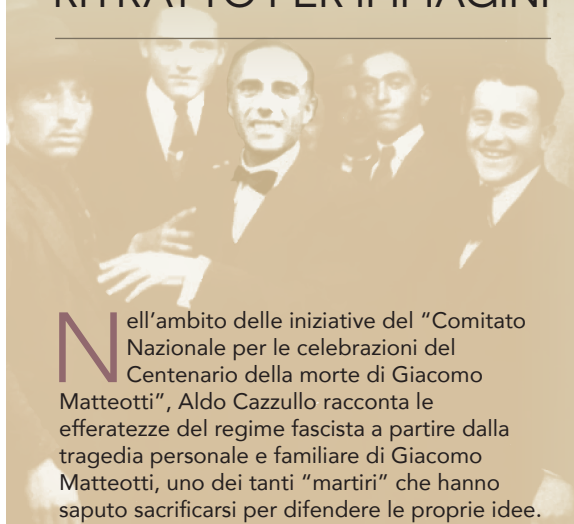 RITRATTO PER IMMAGINI
Nell’ambito delle iniziative del “Comitato
Nazionale per le celebrazioni del
Centenario della morte di Giacomo
Matteotti”, Aldo Cazzullo racconta le
efferatezze del regime fascista a partire dalla
tragedia personale e familiare di Giacomo
Matteotti, uno dei tanti “martiri” che hanno
saputo sacrificarsi per difendere le proprie idee.